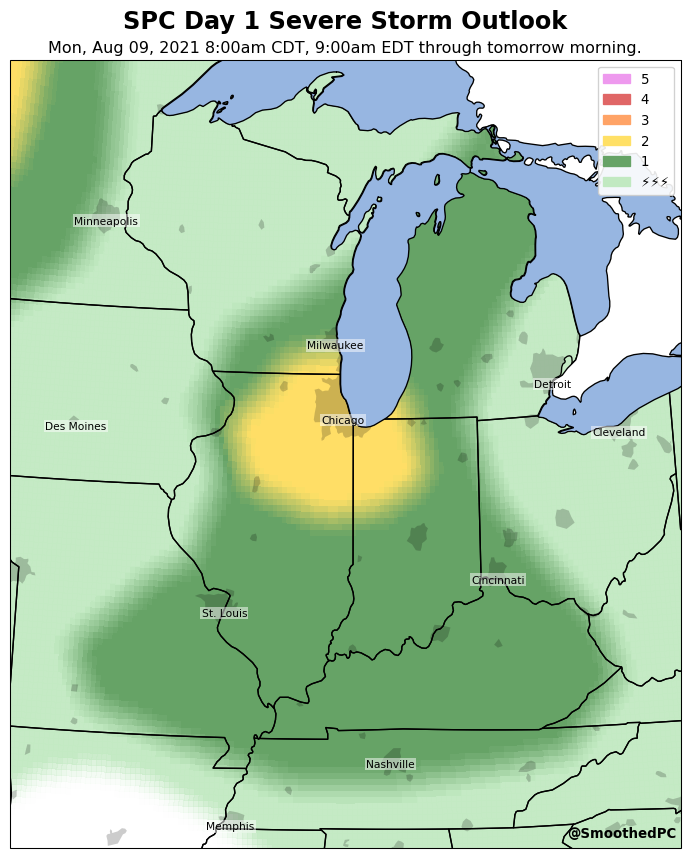 SPC Day 1 Severe Storm Outlook
Mon, Aug 09, 2021 8:00am CDT, 9:00am EDT through tomorrow morning.
5
4
3
2
1
⚡⚡⚡
Minneapolis
Milwaukee
Detroit
Chicago
Des Moines
Cleveland
Cincinnati
St. Louis
Nashville
Memphis
@SmoothedPC